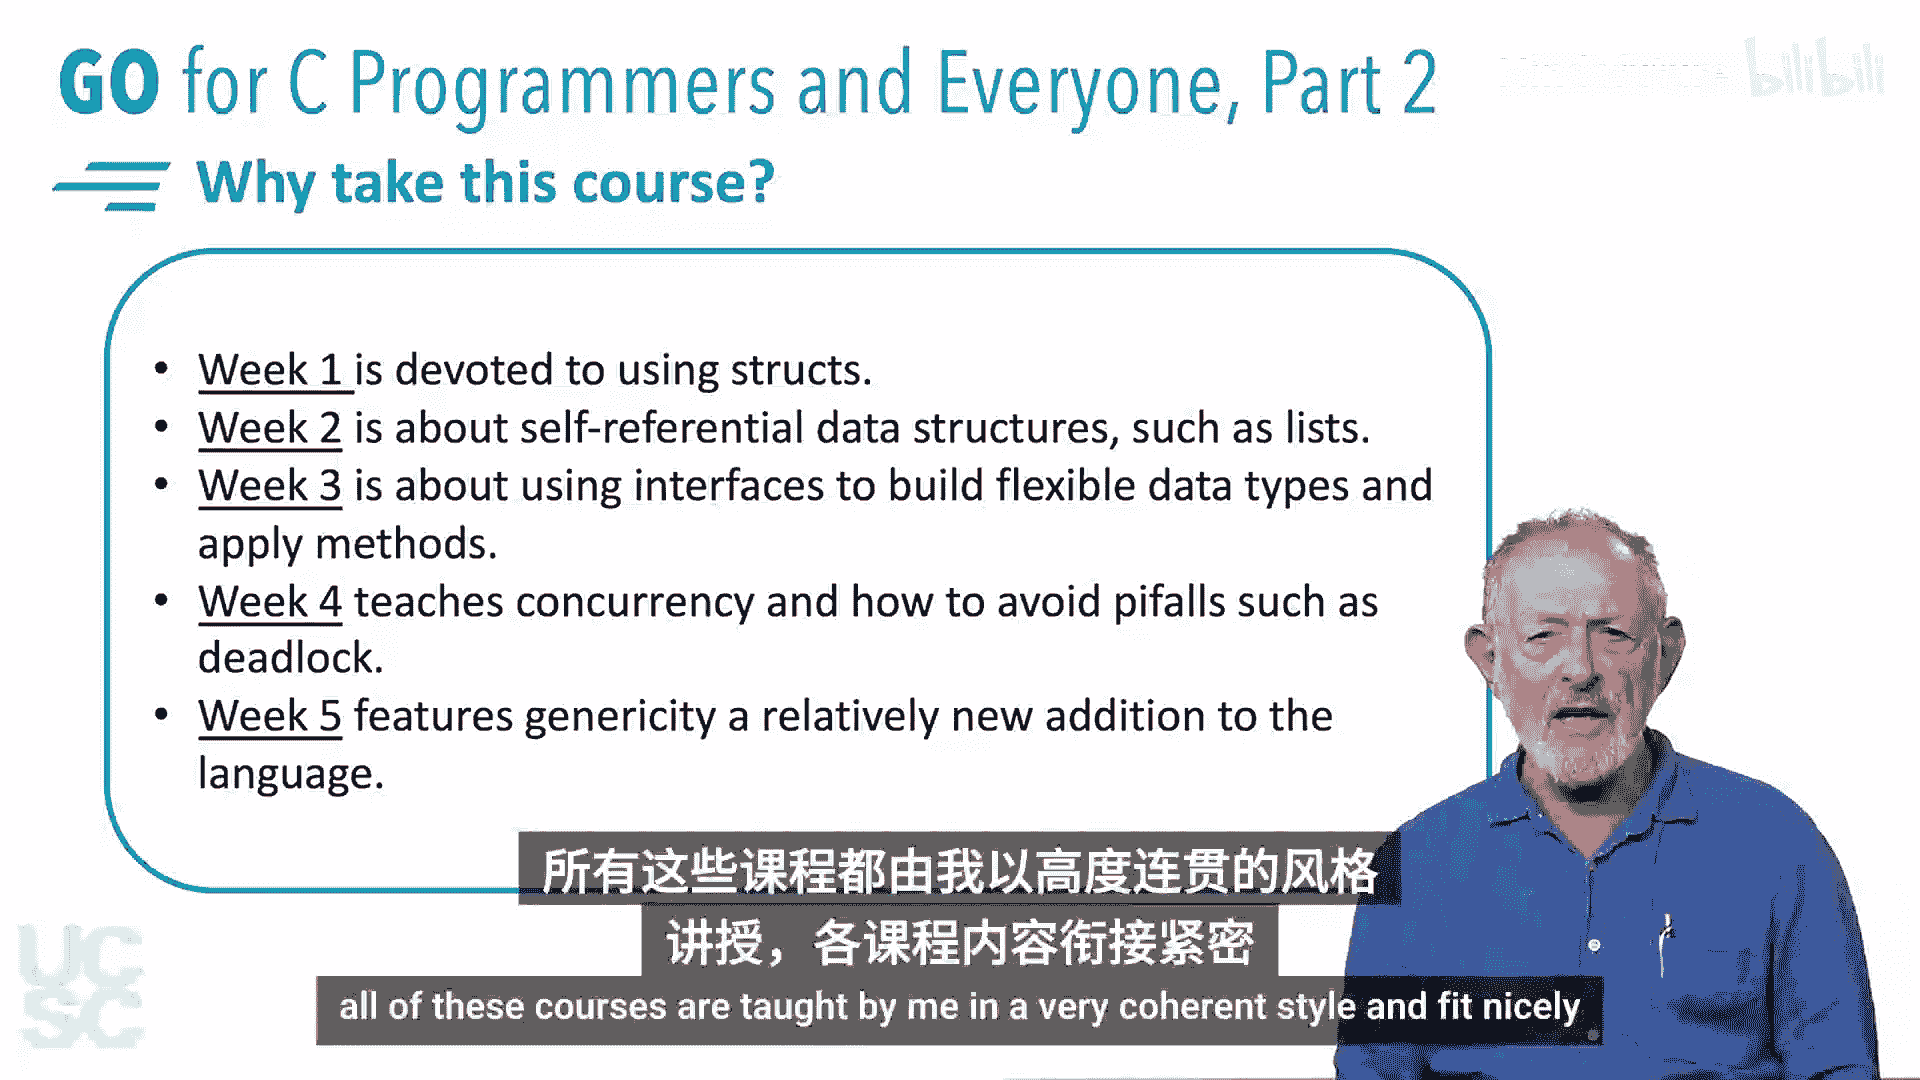 GO for C Programmers and Everyone, Part 2
bilibili
Why take this course?
• Week 1 is devoted to using structs.
• Week 2 is about self-referential data structures, such as lists.
• Week 3 is about using interfaces to build flexible data types and
apply methods.
• Week 4 teaches concurrency and how to avoid pifalls such as
deadlock.
• Week 5 features genericity a relatively new addition to the
language.
所有这些课程都由我以高度连贯的风格
讲授，各课程内容衔接紧密
all of these courses are taught by me in a very coherent style and fit nicely
UC
SC